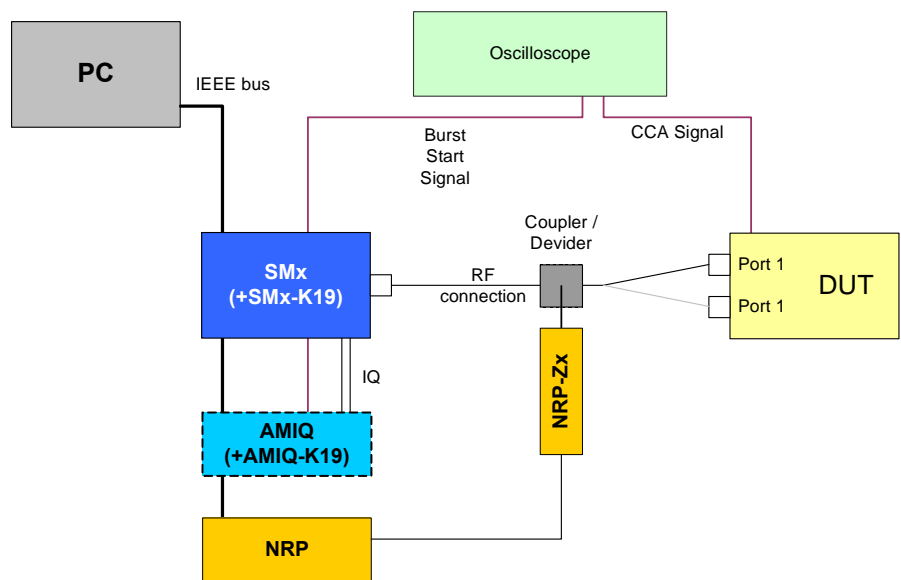 PC
IEEE bus
Oscilloscope
Burst
Start
Signal
CCA Signal
Coupler /
Devider
SMx
(+SMx-K19)
RF
connection
Port 1
DUT
Port 1
IQ
NRP-Zx
AMIQ
(+AMIQ-K19)
NRP